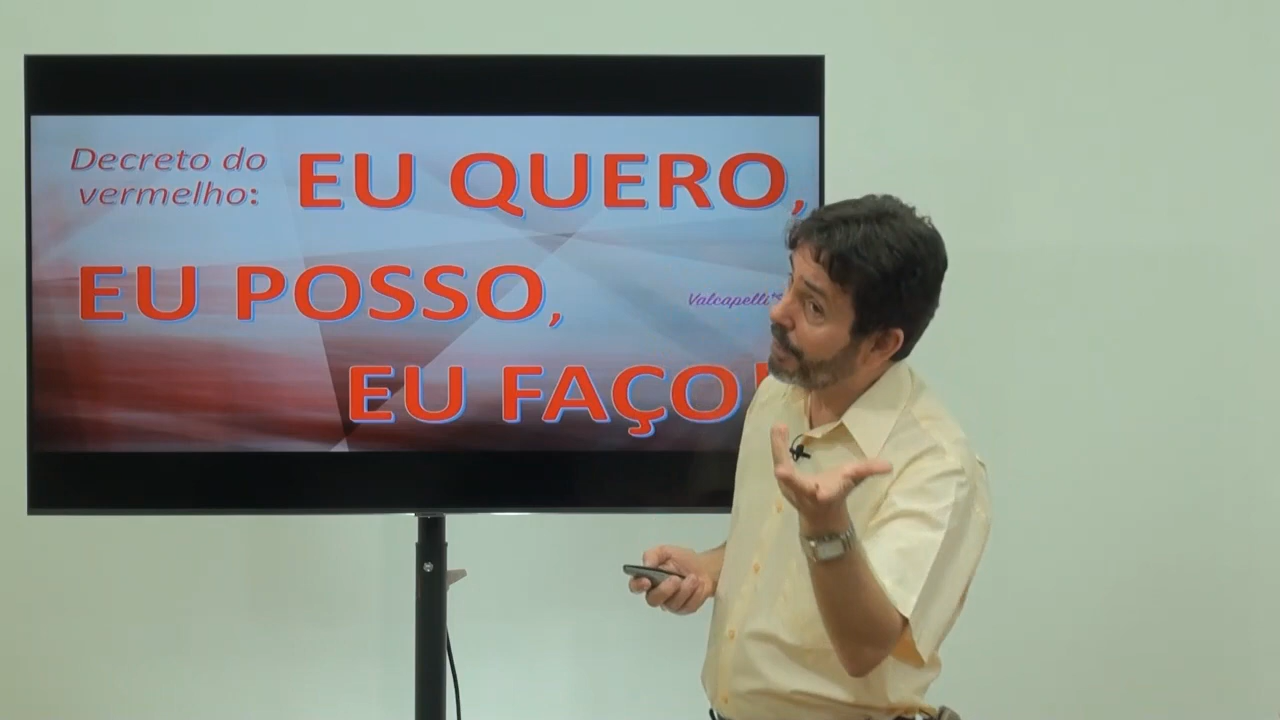 Decreto do
vermelho:
EU QUERO,
EU POSSO,
Valcapelli
EU FAÇO!